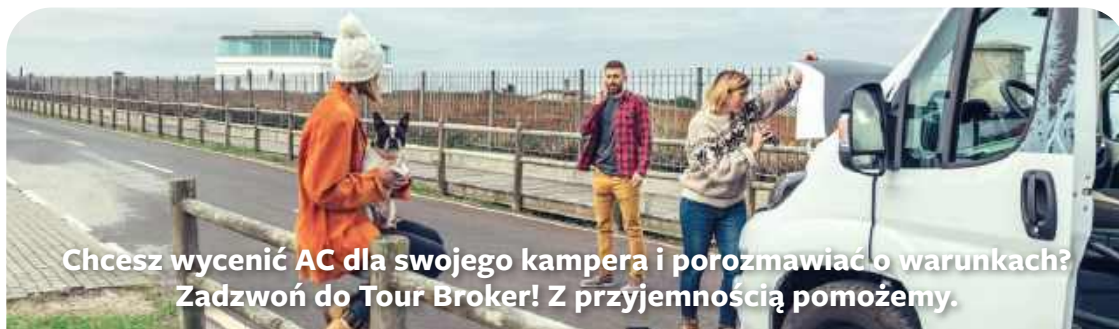 Chcesz wycenić AC dla swojego kampera i porozmawiać o warunkach?
Zadzwoń do Tour Broker! Z przyjemnością pomożemy.